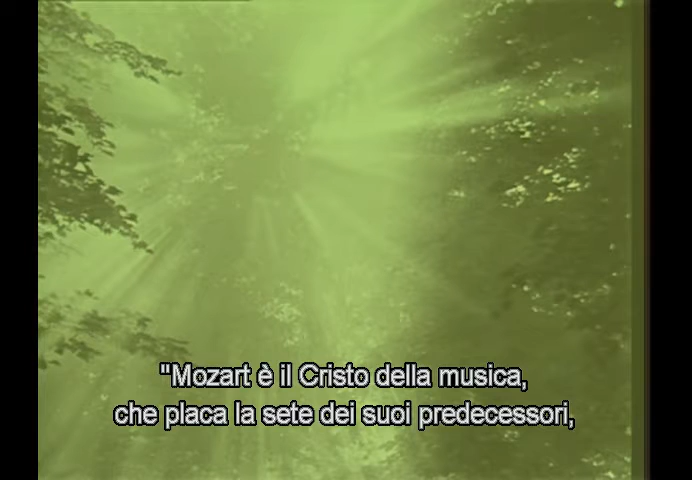 "Mozart è il Cristo della musica,
che placa la sete dei suoi predecessori,